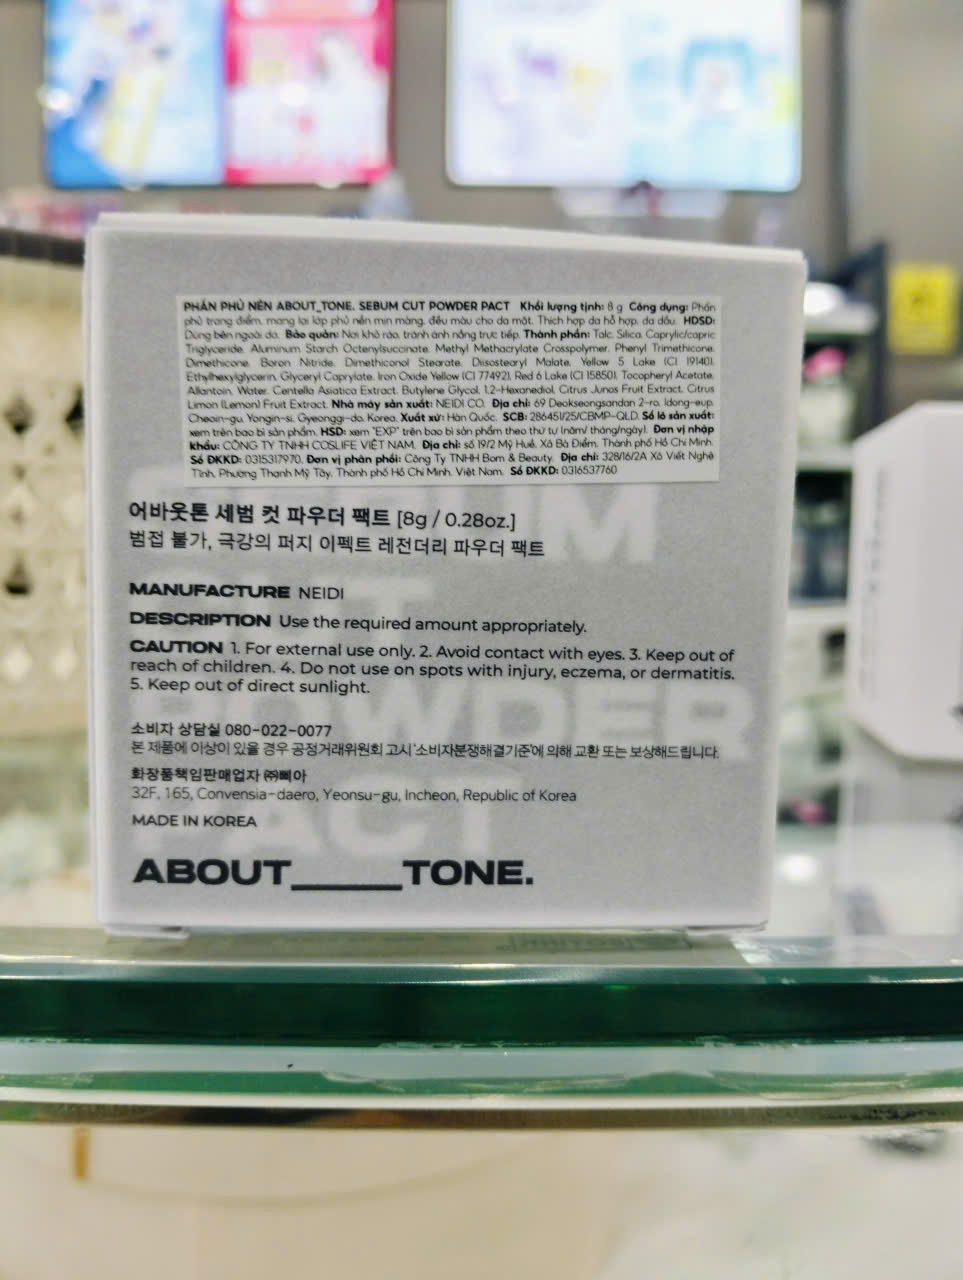 PHẤN PHỦ NÉN ABOUT_TONE. SEBUM CUT POWDER PACT Khối lượng tịnh: 8 g Công dụng: Phấn
phủ trang điểm, mang lại lớp phủ nền mịn màng, đều màu cho da mặt. Thích hợp da hỗ hợp, da dầu. HDSD:
Dùng bên ngoài da. Bảo quản: Nơi khô ráo, tránh ánh nắng trực tiếp. Thành phần: Talc, Silica, Caprylic/capric
Triglyceride, Aluminum Starch Octenylsuccinate, Methyl Methacrylate Crosspolymer, Phenyl Trimethicone,
Dimethicone, Boron Nitride, Dimethiconol Stearate, Diisostearyl Malate, Yellow 5 Lake (CI 19140),
Ethylhexylglycerin, Glyceryl Caprylate, Iron Oxide Yellow (CI 77492), Red 6 Lake (CI 15850), Tocopheryl Acetate,
Allantoin, Water, Centella Asiatica Extract, Butylene Glycol, 1,2-Hexanediol, Citrus Junos Fruit Extract, Citrus
Limon (Lemon) Fruit Extract. Nhà máy sản xuất: NEIDI CO. Địa chỉ: 69 Deokseongsandan 2-ro, Idong-eup,
Cheoin-gu, Yongin-si, Gyeonggi-do, Korea. Xuất xứ: Hàn Quốc. SCB: 286451/25/CBMP-QLD. Số lô sản xuất:
xem trên bao bì sản phẩm. HSD: xem "EXP" trên bao bì sản phẩm theo thứ tự (năm/ tháng/ngày). Đơn vị nhập
khẩu: CÔNG TY TNHH COSLIFE VIỆT NAM. Địa chỉ: số 19/2 Mỹ Huề, Xã Bà Điểm, Thành phố Hồ Chí Minh.
Số ĐKKD: 0315317970. Đơn vị phân phối: Công Ty TNHH Bom & Beauty. Địa chỉ: 328/16/2A Xô Viết Nghệ
Tĩnh, Phường Thạnh Mỹ Tây, Thành phố Hồ Chí Minh, Việt Nam. Số ĐKKD: 0316537760
SEBUM
CUT
POWDER
PACT
어바웃톤 세범 컷 파우더 팩트 [8g / 0.28oz.]
범접 불가, 극강의 퍼지 이펙트 레전더리 파우더 팩트
MANUFACTURE NEIDI
DESCRIPTION Use the required amount appropriately.
CAUTION 1. For external use only. 2. Avoid contact with eyes. 3. Keep out of
reach of children. 4. Do not use on spots with injury, eczema, or dermatitis.
5. Keep out of direct sunlight.
소비자 상담실 080-022-0077
본 제품에 이상이 있을 경우 공정거래위원회 고시 '소비자분쟁해결기준'에 의해 교환 또는 보상해드립니다.
화장품책임판매업자 ㈜삐아
32F, 165, Convensia-daero, Yeonsu-gu, Incheon, Republic of Korea
MADE IN KOREA
ABOUT____TONE.